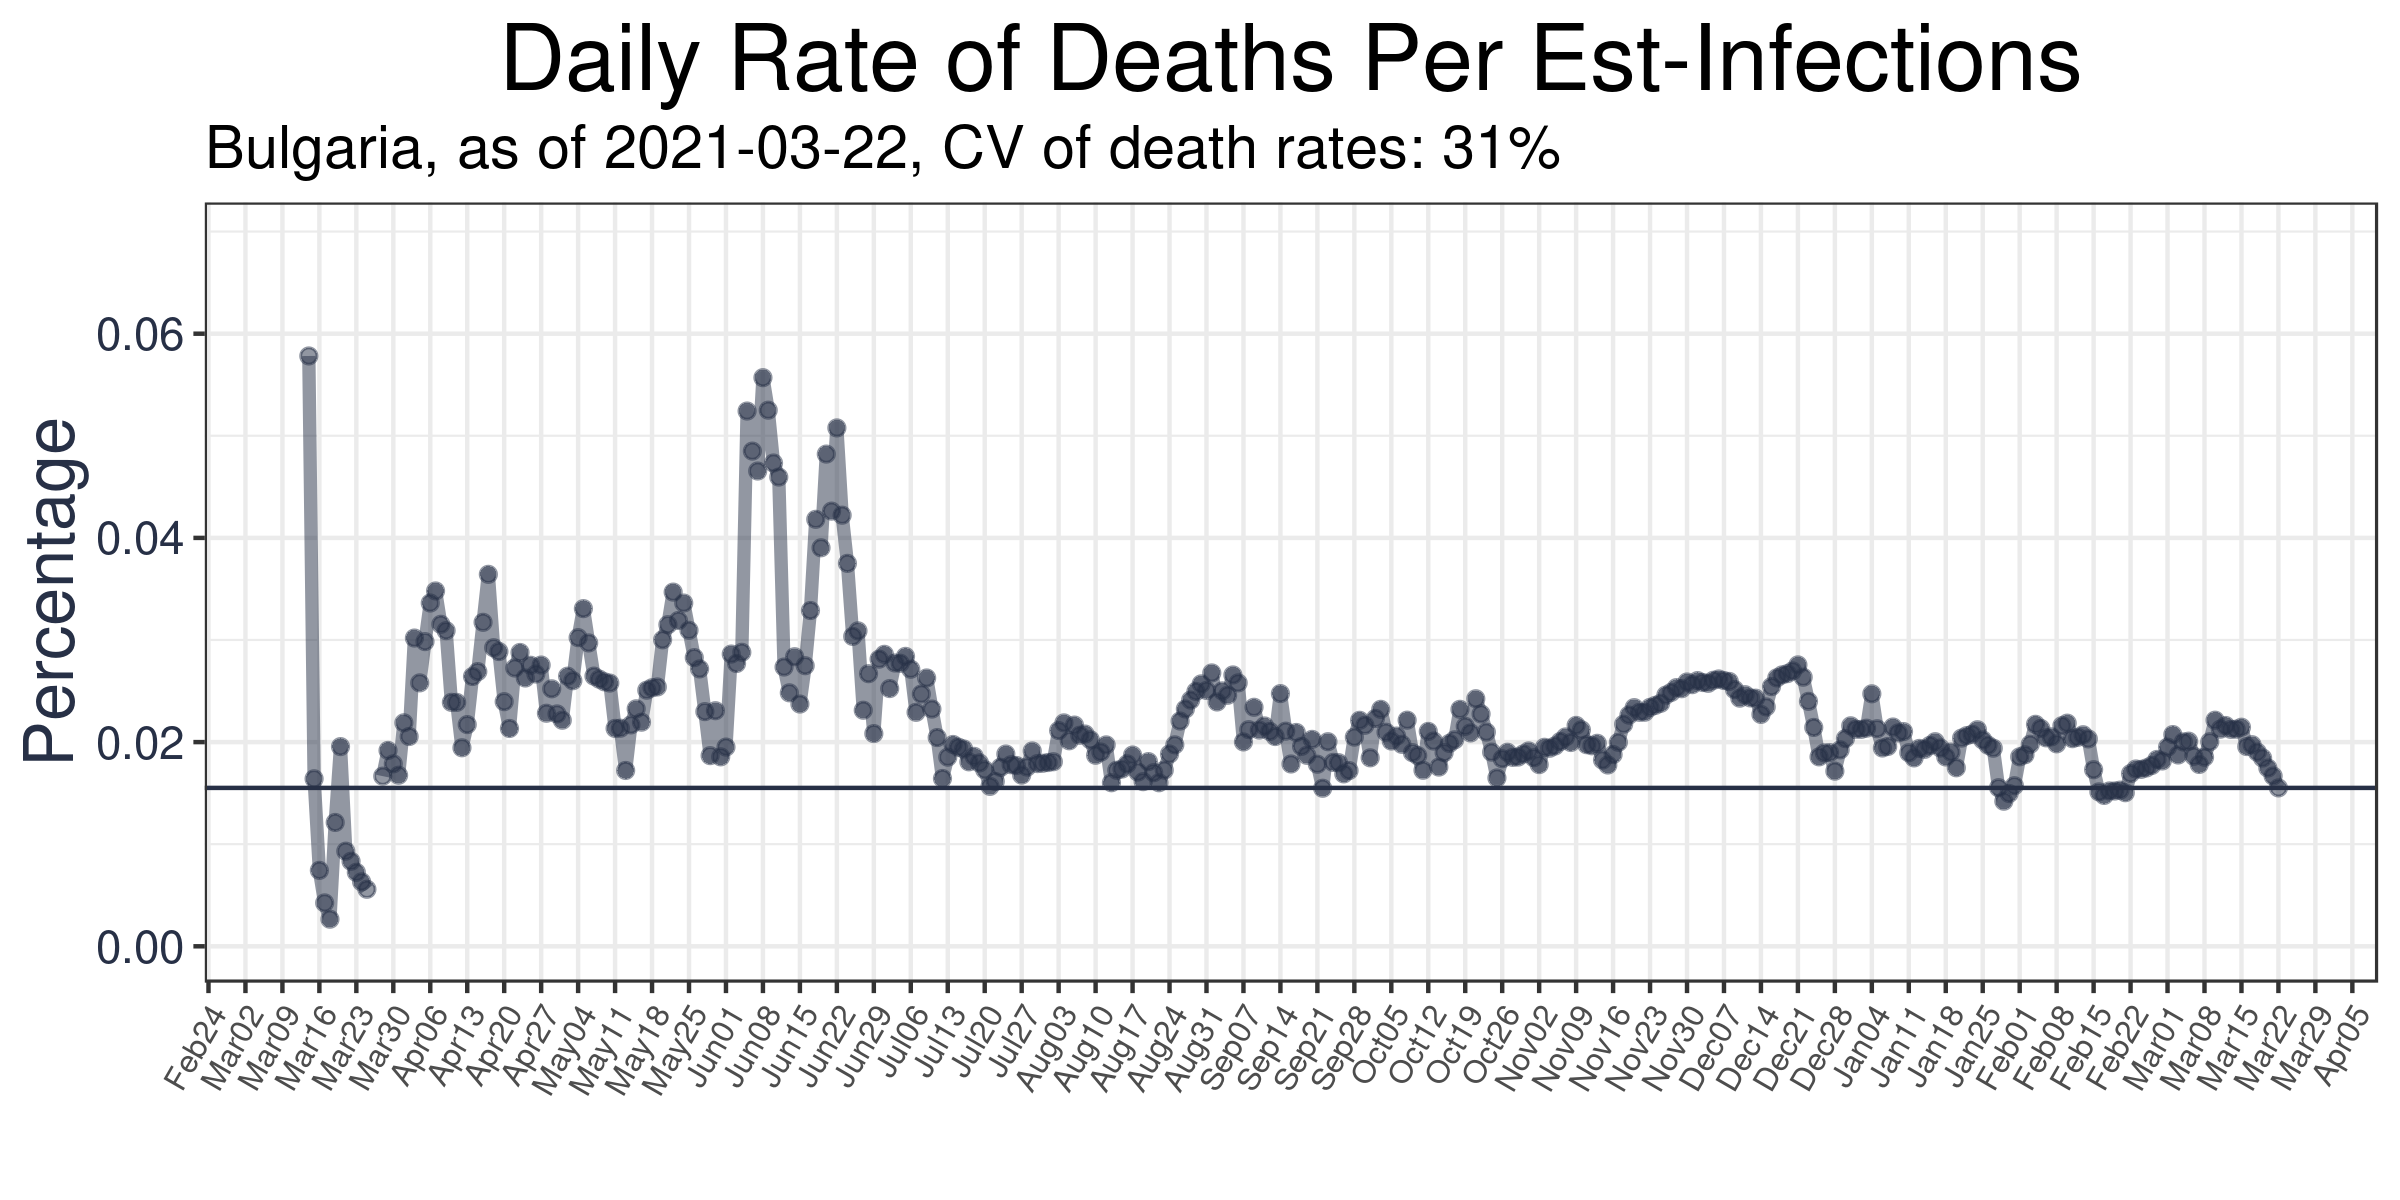 Daily Rate of Deaths Per Est-Infections
Bulgaria, as of 2021-03-22, CV of death rates: 31%
Percentage
0.06
0.04
0.02
0.00
Feb24
Mar02
Mar09
Mar16
Mar23
Mar30
Apr06
Apr13
Apr20
Apr27
May04
May11
May18
May25
Jun01
Jun08
Jun15
Jun22
Jun29
Jul06
Jul13
Jul20
Jul27
Aug03
Aug10
Aug17
Aug24
Aug31
Sep07
Sep14
Sep21
Sep28
Oct05
Oct12
Oct19
Oct26
Nov02
Nov09
Nov16
Nov23
Nov30
Dec07
Dec14
Dec21
Dec28
Jan04
Jan11
Jan18
Jan25
Feb01
Feb08
Feb15
Feb22
Mar01
Mar08
Mar15
Mar22
Mar29
Apr05